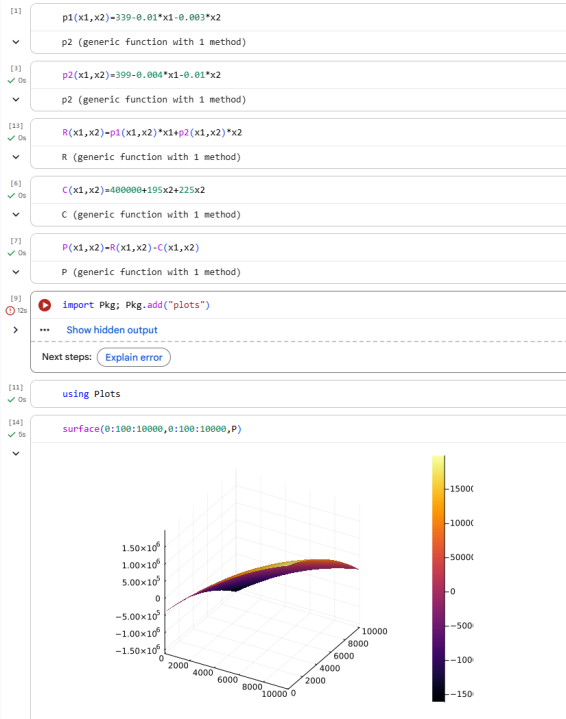 [1]
p1(x1,x2)=339-0.01*x1-0.003*x2
p2 (generic function with 1 method)
[3]
0s
p2(x1,x2)=399-0.004*x1-0.01*x2
p2 (generic function with 1 method)
[13]
0s
R(x1,x2)=p1(x1,x2)*x1+p2(x1,x2)*x2
R (generic function with 1 method)
[6]
0s
C(x1,x2)=400000+195x2+225x2
C (generic function with 1 method)
[7]
0s
P(x1,x2)=R(x1,x2)-C(x1,x2)
P (generic function with 1 method)
[9]
12s
import Pkg; Pkg.add("plots")
Show hidden output
Next steps: Explain error
[11]
0s
using Plots
[14]
5s
surface(0:100:10000,0:100:10000,P)
1.50×10⁶
1.00×10⁶
5.00×10⁵
0
−5.00×10⁵
−1.00×10⁶
−1.50×10⁶
0
2000
4000
6000
8000
10000
0
2000
4000
6000
8000
10000
15000
10000
50000
0
−500
−100
−150